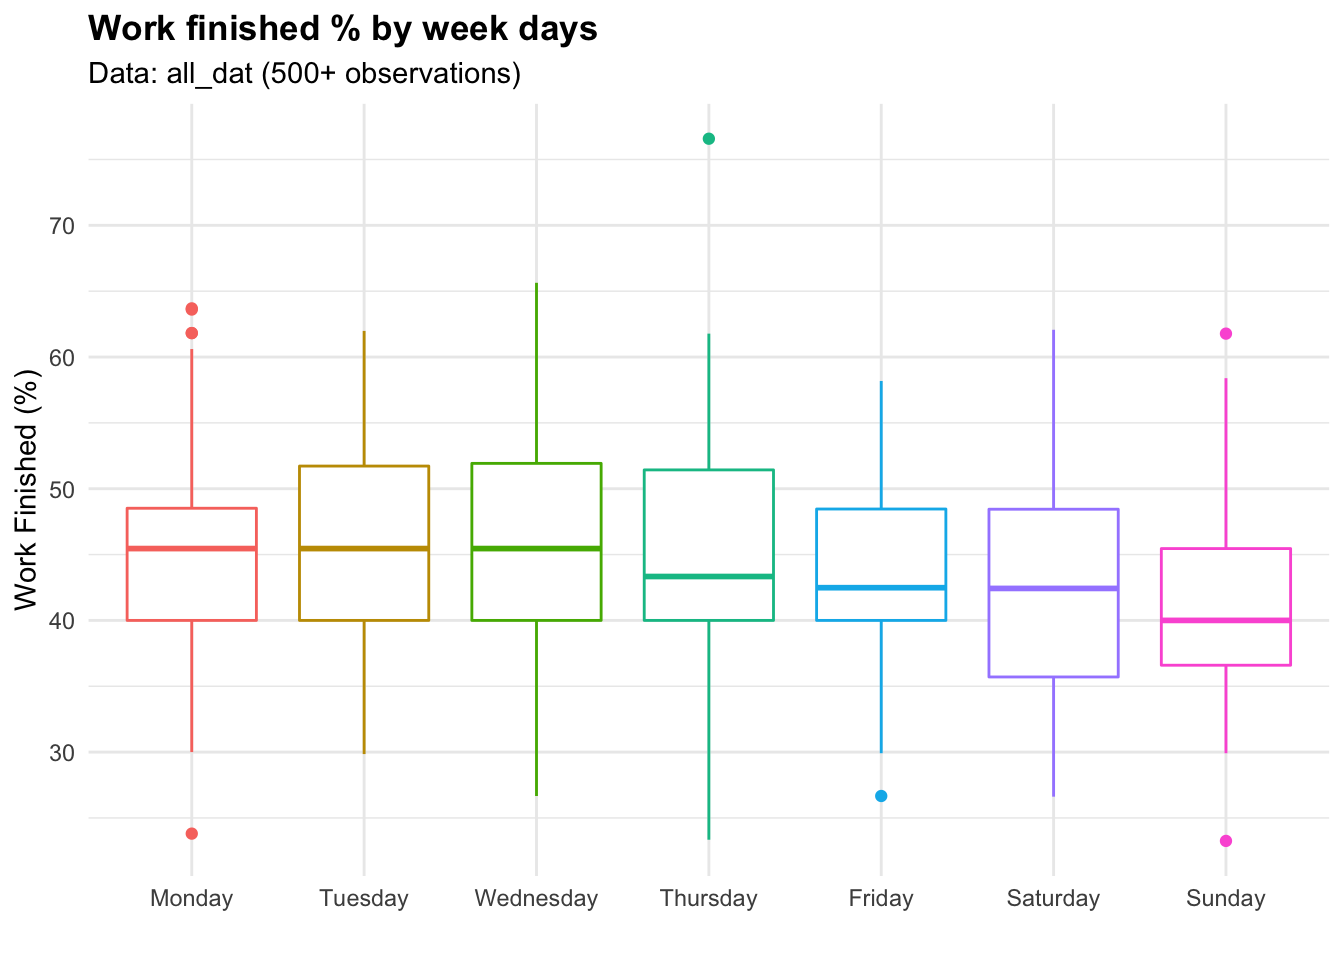 Work finished % by week days
Data: all_dat (500+ observations)
Work Finished (%)
70
60
50
40
30
Monday Tuesday Wednesday Thursday Friday Saturday Sunday